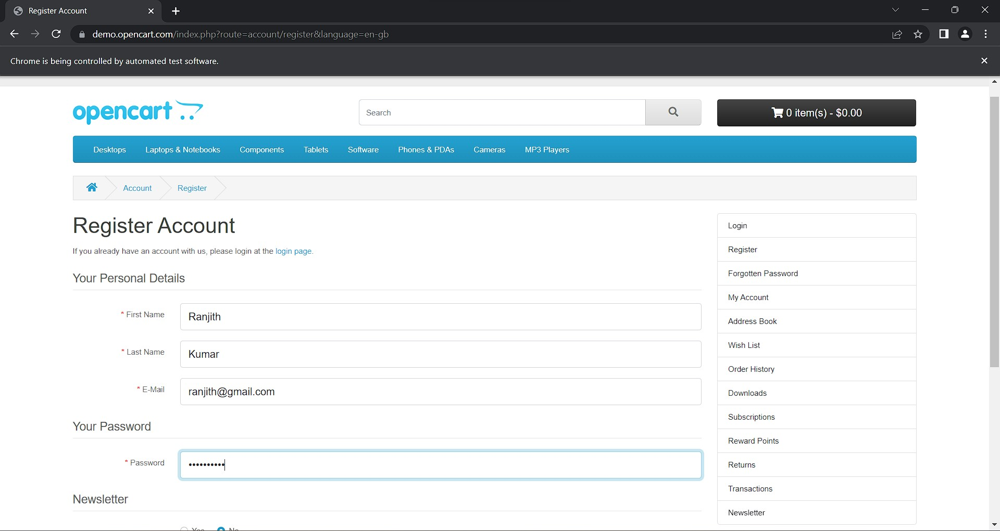 Register Account
demo.opencart.com/index.php?route=account/register&language=en-gb
Chrome is being controlled by automated test software.
opencart
Search
0 item(s) - $0.00
Desktops Laptops & Notebooks Components Tablets Software Phones & PDAs Cameras MP3 Players
Account Register
Register Account
If you already have an account with us, please login at the login page.
Your Personal Details
* First Name Ranjith
* Last Name Kumar
* E-Mail ranjith@gmail.com
Your Password
* Password ••••••••••
Newsletter
Yes No
Login
Register
Forgotten Password
My Account
Address Book
Wish List
Order History
Downloads
Subscriptions
Reward Points
Returns
Transactions
Newsletter